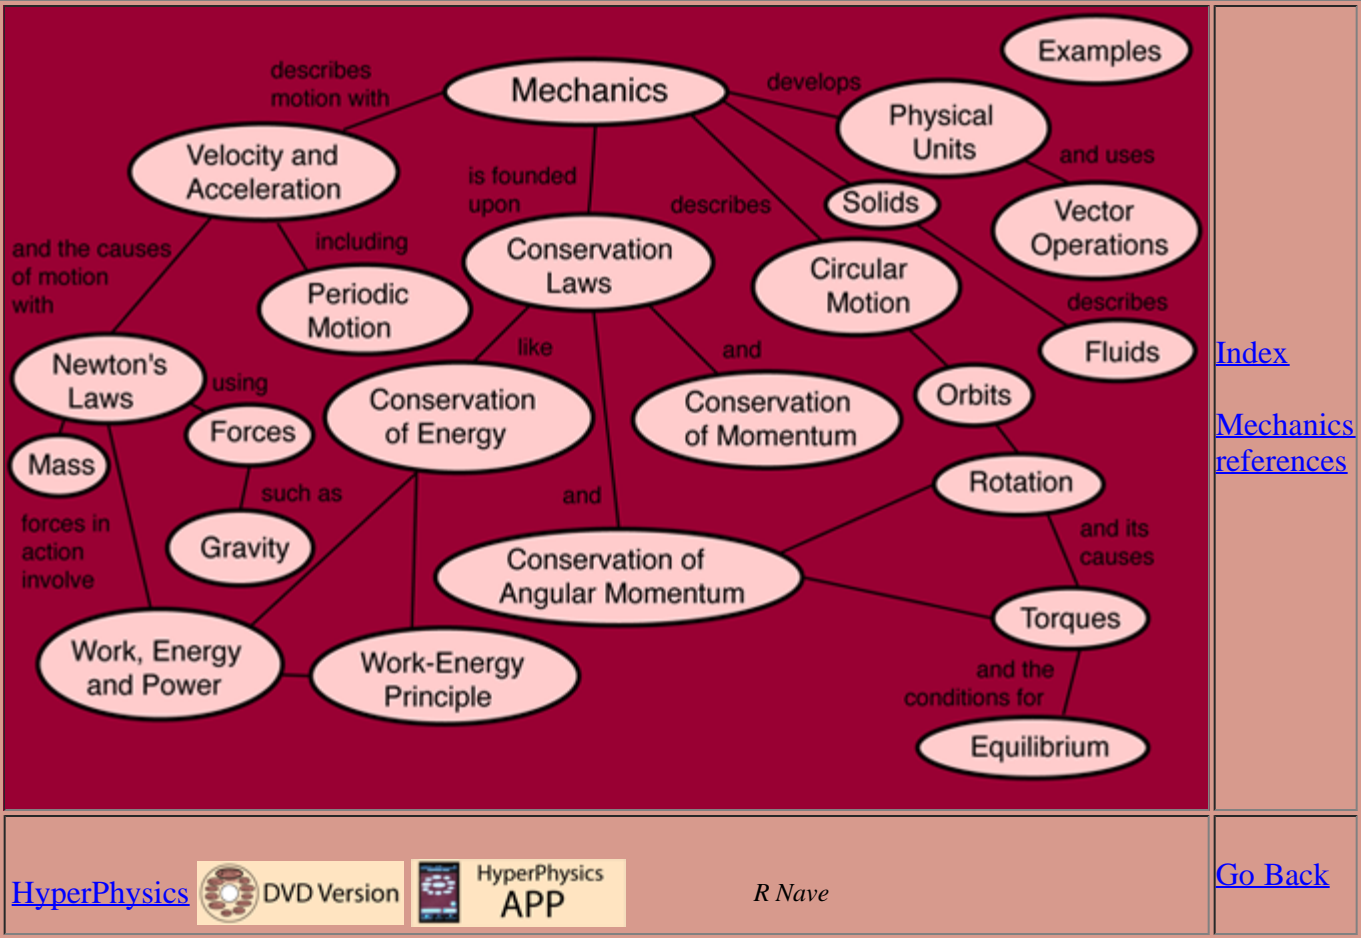 Examples
describes
motion with
Mechanics
develops
Physical
Units
Velocity and
Acceleration
and uses
is founded
upon
describes
Solids
Vector
Operations
and the causes
of motion
with
including
Conservation
Laws
Circular
Motion
Periodic
Motion
describes
Fluids
Newton's
Laws
using
like
and
Conservation
of Energy
Conservation
of Momentum
Orbits
Forces
Mass
such as
and
Rotation
forces in
action
involve
Gravity
and its
causes
Conservation of
Angular Momentum
Torques
Work, Energy
and Power
Work-Energy
Principle
and the
conditions for
Equilibrium
Index
Mechanics
references
HyperPhysics
DVD Version
HyperPhysics
APP
R Nave
Go Back